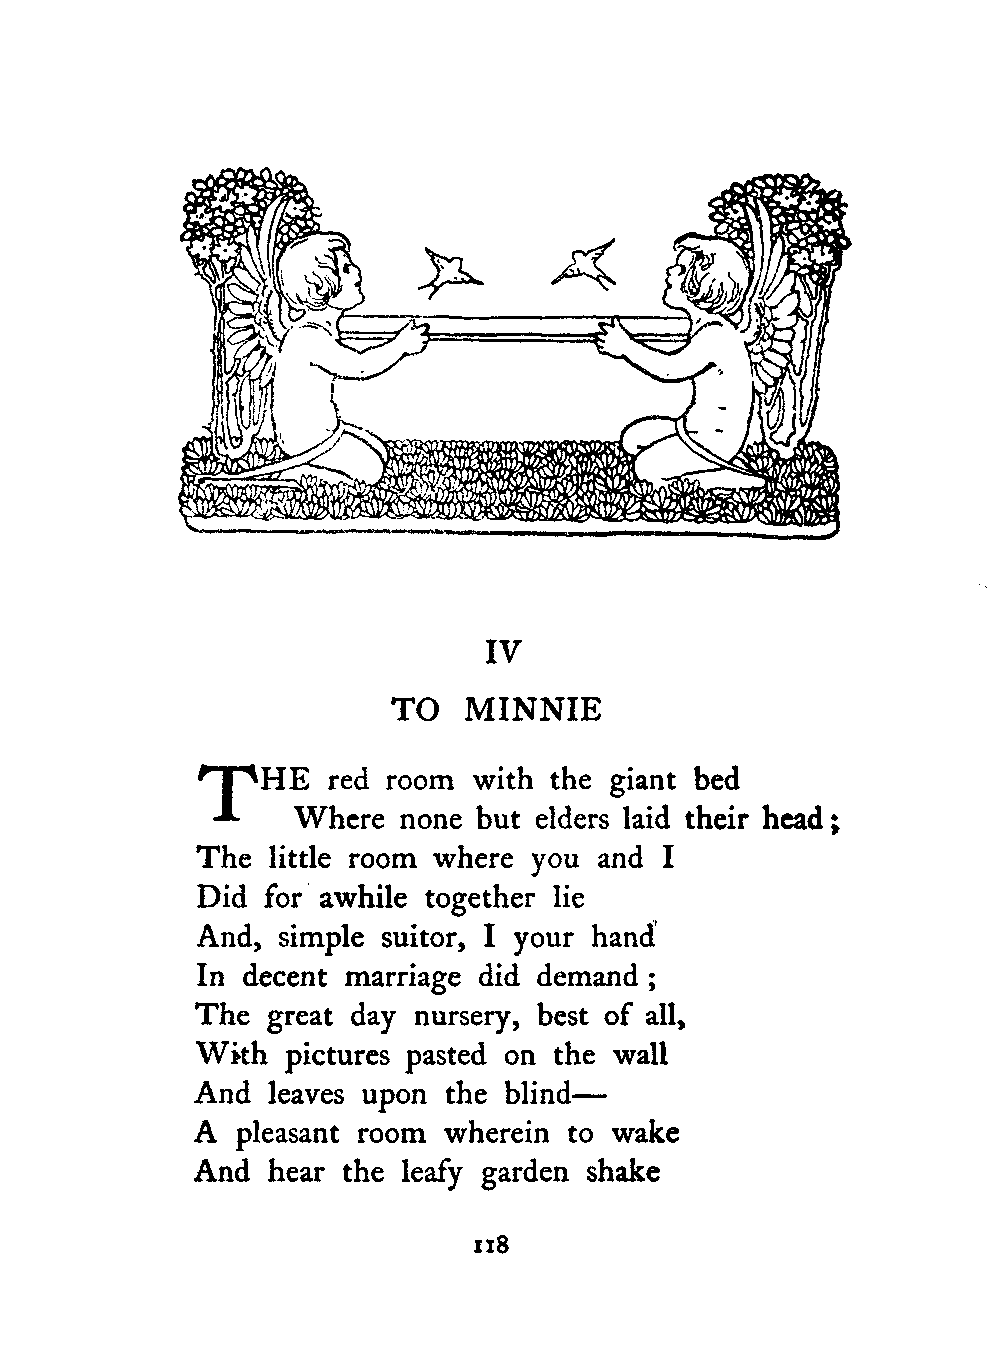 IV
TO MINNIE
THE red room with the giant bed
Where none but elders laid their head;
The little room where you and I
Did for awhile together lie
And, simple suitor, I your hand
In decent marriage did demand;
The great day nursery, best of all,
With pictures pasted on the wall
And leaves upon the blind—
A pleasant room wherein to wake
And hear the leafy garden shake
118